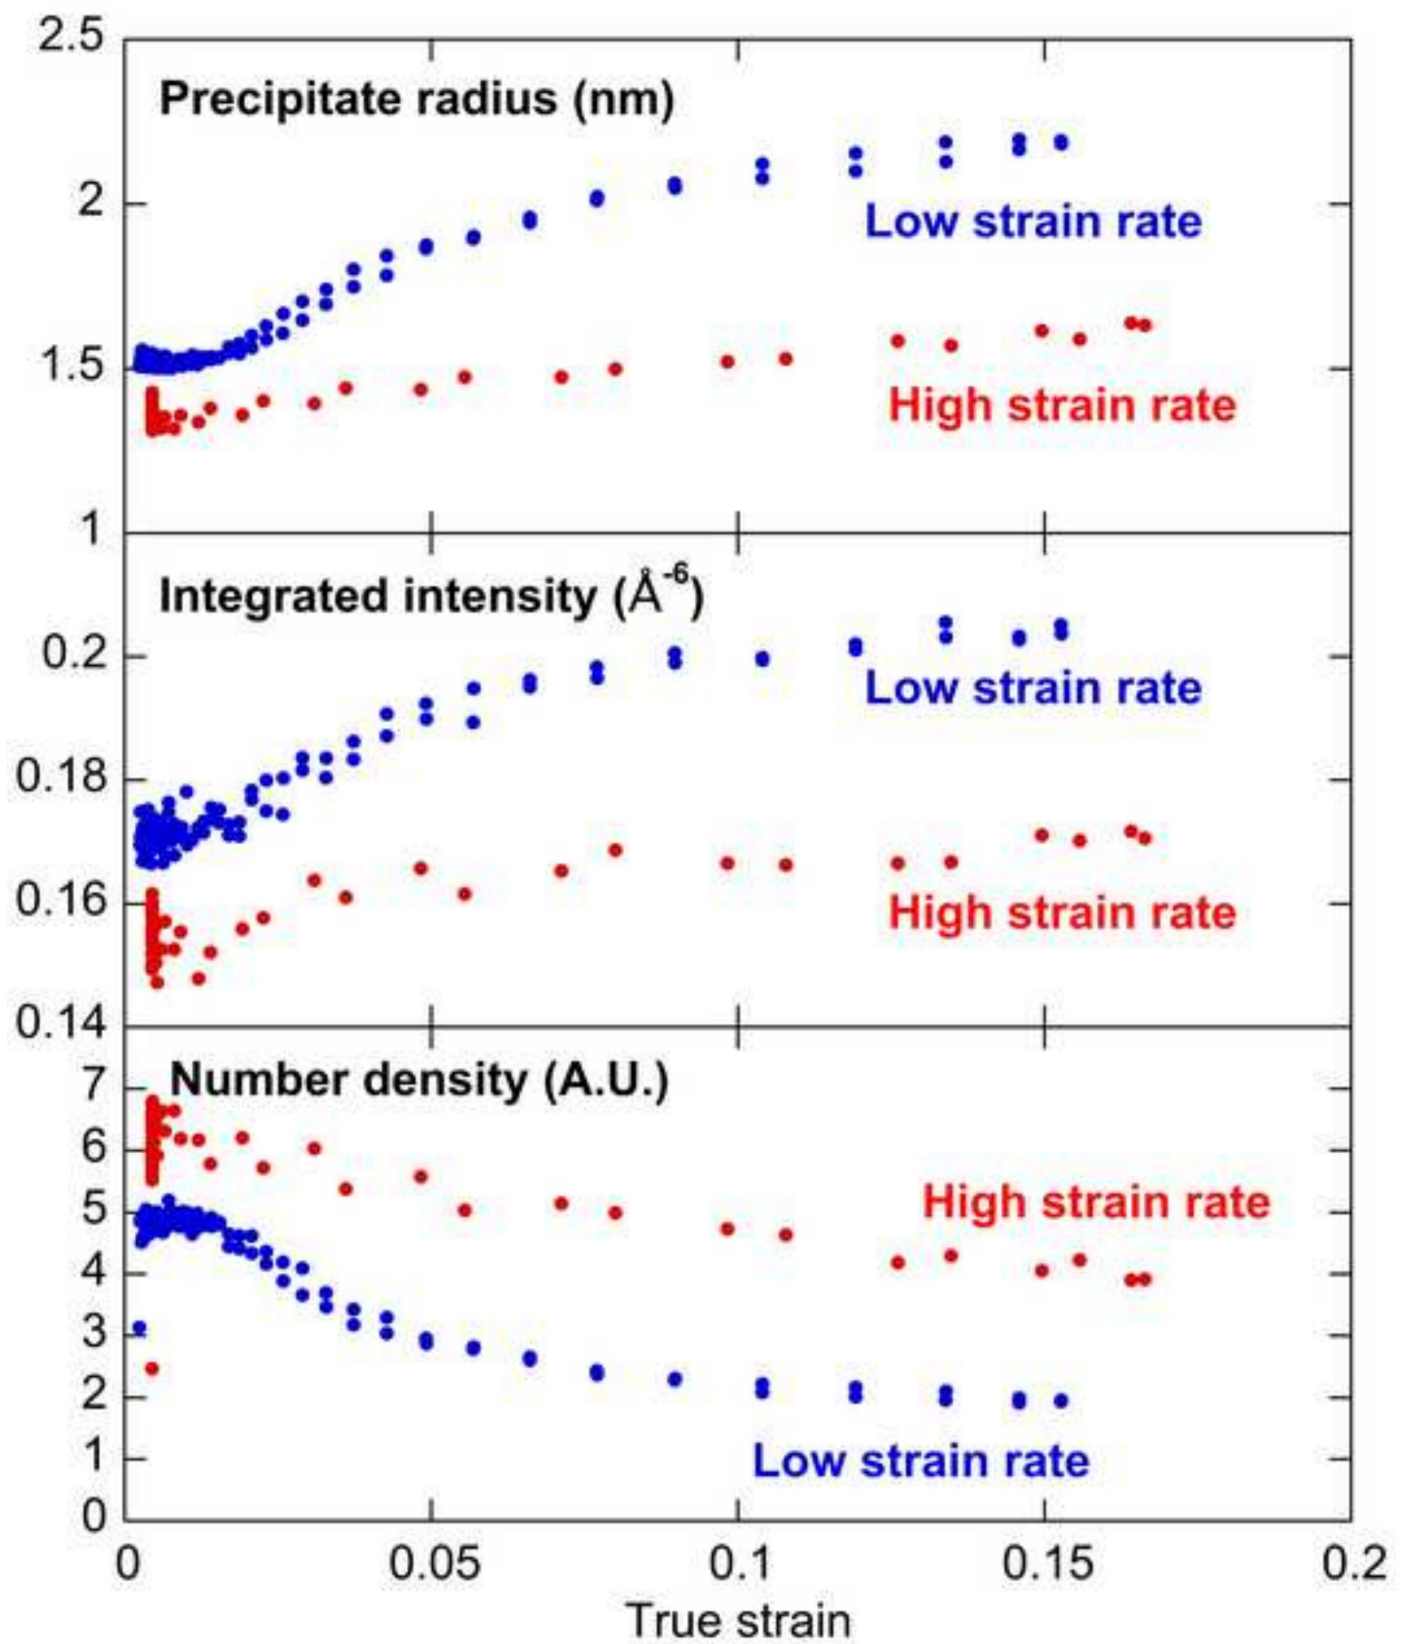 2.5
Precipitate radius (nm)
2
Low strain rate
1.5
High strain rate
1
Integrated intensity (Å-6)
0.2
Low strain rate
0.18
0.16
High strain rate
0.14
Number density (A.U.)
7
6
5
High strain rate
4
3
2
Low strain rate
1
0
0 0.05 0.1 0.15 0.2
True strain